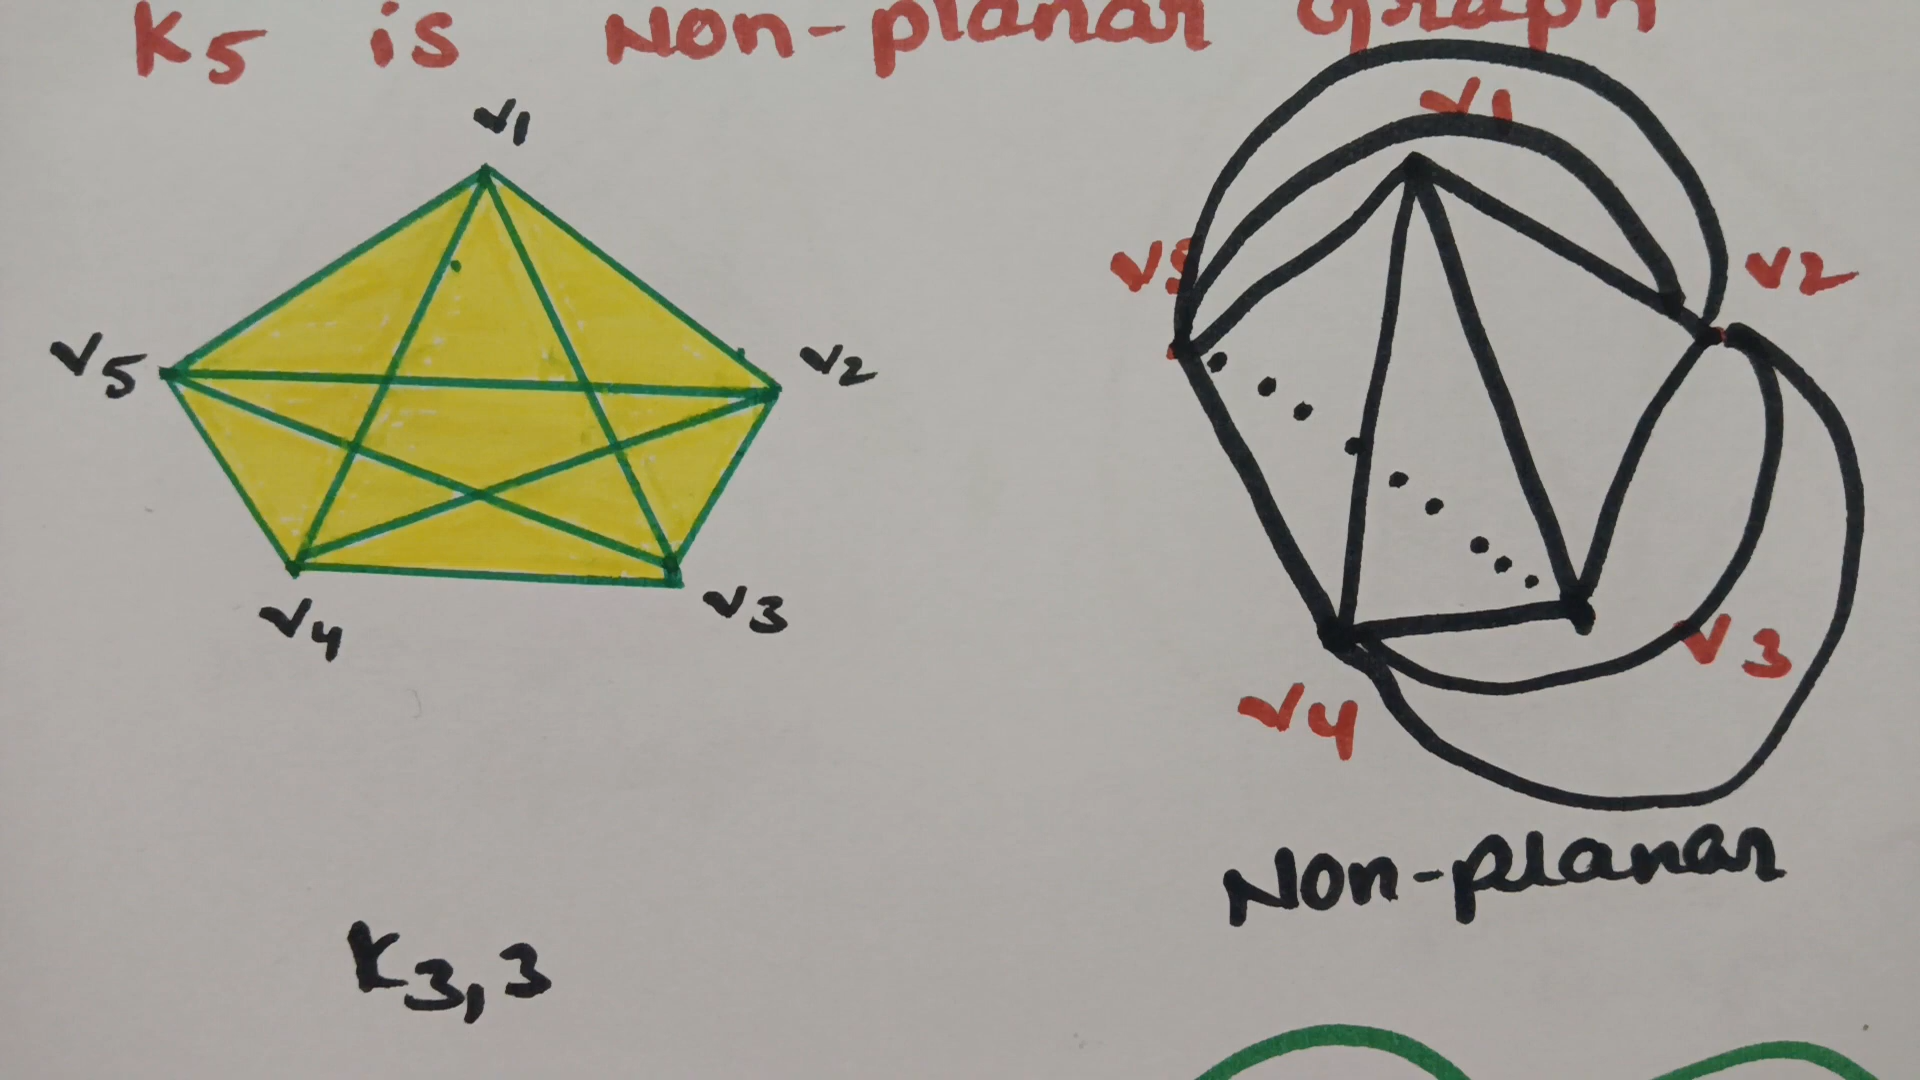 K5 is Non-planar graph
v1
v5
v2
v4
v3
v1
v5
v2
v3
v4
Non-planar
K3,3